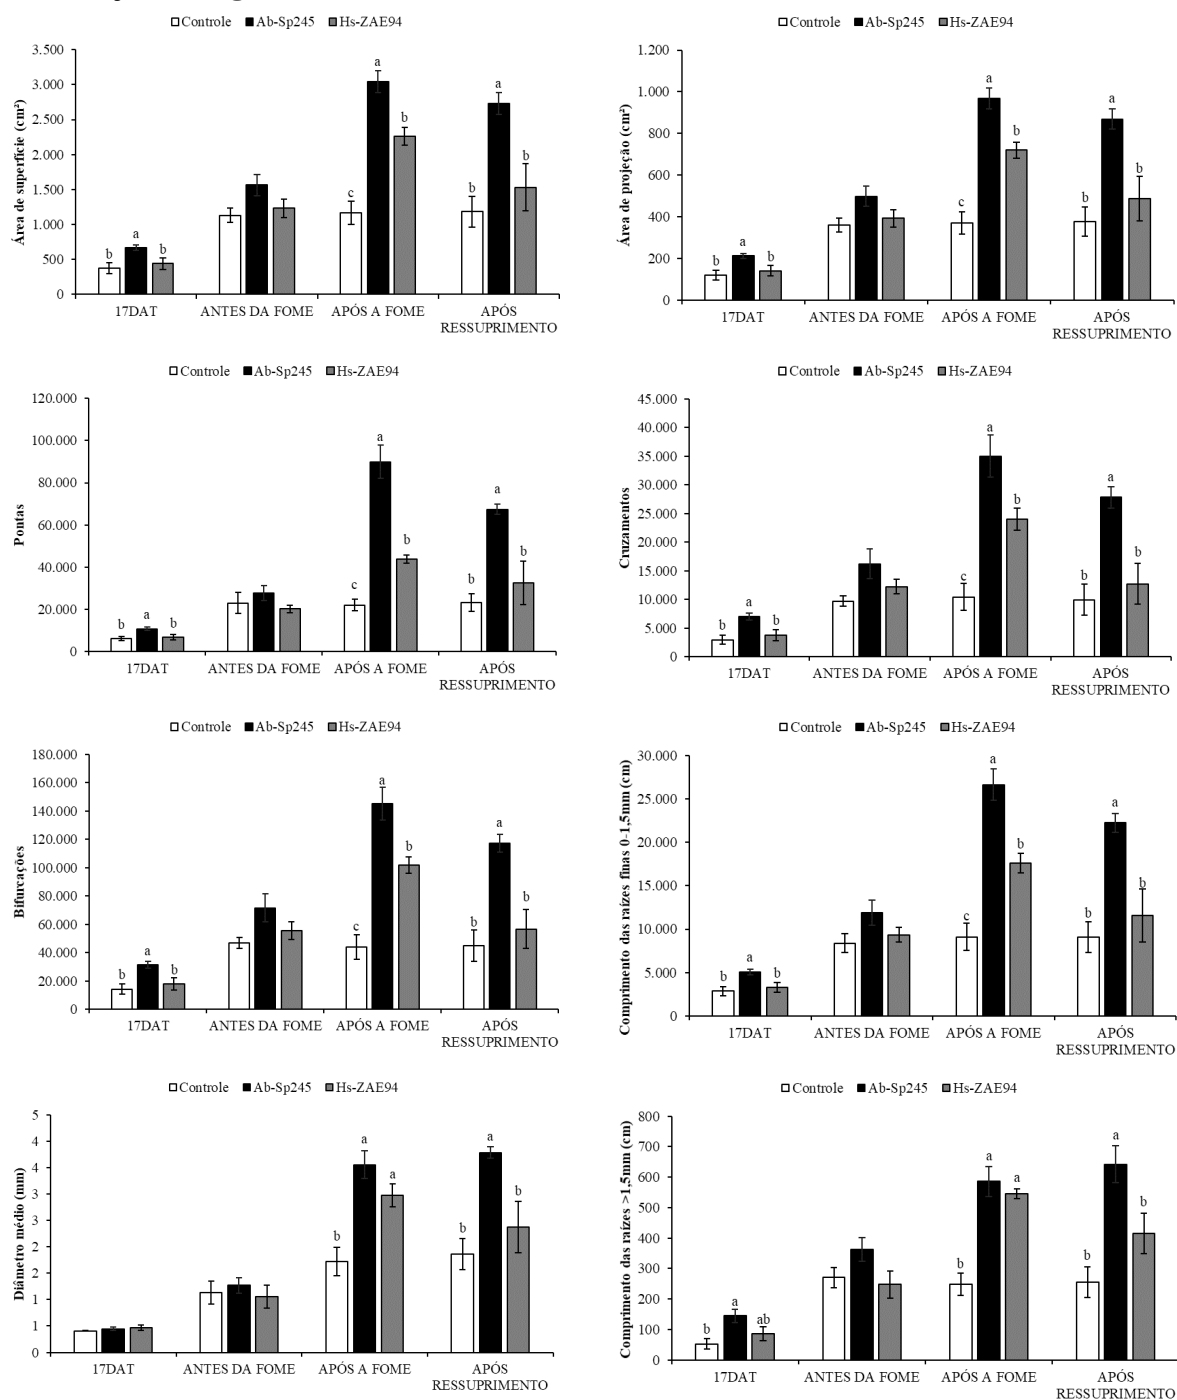 Controle Ab-Sp245 Hs-ZAE94
Área de superfície (cm²)
3.500
3.000
2.500
2.000
1.500
1.000
500
0
b a b
c a b
b a b
17DAT ANTES DA FOME APÓS A FOME APÓS
RESSUPRIMENTO
Controle Ab-Sp245 Hs-ZAE94
Área de projeção (cm²)
1.200
1.000
800
600
400
200
0
b a b
c a b
b a b
17DAT ANTES DA FOME APÓS A FOME APÓS
RESSUPRIMENTO
Controle Ab-Sp245 Hs-ZAE94
Pontas
120.000
100.000
80.000
60.000
40.000
20.000
0
b a b
c a b
b a b
17DAT ANTES DA FOME APÓS A FOME APÓS
RESSUPRIMENTO
Controle Ab-Sp245 Hs-ZAE94
Cruzamentos
45.000
40.000
35.000
30.000
25.000
20.000
15.000
10.000
5.000
0
b a b
c a b
b a b
17DAT ANTES DA FOME APÓS A FOME APÓS
RESSUPRIMENTO
Controle Ab-Sp245 Hs-ZAE94
Bifurcações
180.000
160.000
140.000
120.000
100.000
80.000
60.000
40.000
20.000
0
b a b
c a b
b a b
17DAT ANTES DA FOME APÓS A FOME APÓS
RESSUPRIMENTO
Controle Ab-Sp245 Hs-ZAE94
Comprimento das raízes finas 0-1,5mm (cm)
30.000
25.000
20.000
15.000
10.000
5.000
0
b a b
c a b
b a b
17DAT ANTES DA FOME APÓS A FOME APÓS
RESSUPRIMENTO
Controle Ab-Sp245 Hs-ZAE94
Diâmetro médio (mm)
5
4
4
3
3
2
2
1
1
0
b a a
b a b
17DAT ANTES DA FOME APÓS A FOME APÓS
RESSUPRIMENTO
Controle Ab-Sp245 Hs-ZAE94
Comprimento das raízes >1,5mm (cm)
800
700
600
500
400
300
200
100
0
b a ab
b a a
b a b
17DAT ANTES DA FOME APÓS A FOME APÓS
RESSUPRIMENTO